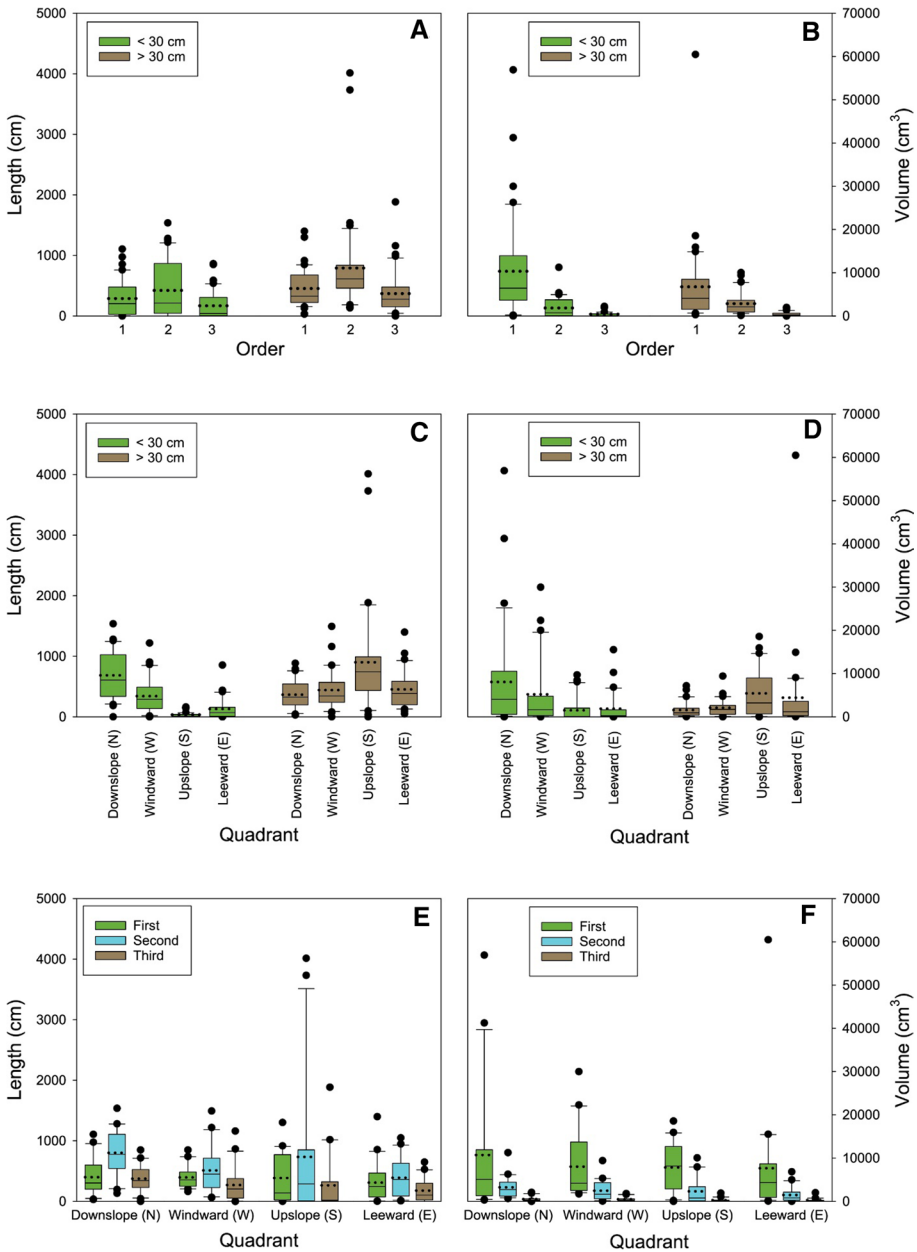 A
5000
4000
3000
2000
1000
0
Length (cm)
< 30 cm
> 30 cm
1 2 3 1 2 3
Order
B
70000
60000
50000
40000
30000
20000
10000
0
Volume (cm³)
< 30 cm
> 30 cm
1 2 3 1 2 3
Order
C
5000
4000
3000
2000
1000
0
Length (cm)
< 30 cm
> 30 cm
Downslope (N)
Windward (W)
Upslope (S)
Leeward (E)
Downslope (N)
Windward (W)
Upslope (S)
Leeward (E)
Quadrant
D
70000
60000
50000
40000
30000
20000
10000
0
Volume (cm³)
< 30 cm
> 30 cm
Downslope (N)
Windward (W)
Upslope (S)
Leeward (E)
Downslope (N)
Windward (W)
Upslope (S)
Leeward (E)
Quadrant
E
5000
4000
3000
2000
1000
0
Length (cm)
First
Second
Third
Downslope (N) Windward (W) Upslope (S) Leeward (E)
Quadrant
F
70000
60000
50000
40000
30000
20000
10000
0
Volume (cm³)
First
Second
Third
Downslope (N) Windward (W) Upslope (S) Leeward (E)
Quadrant